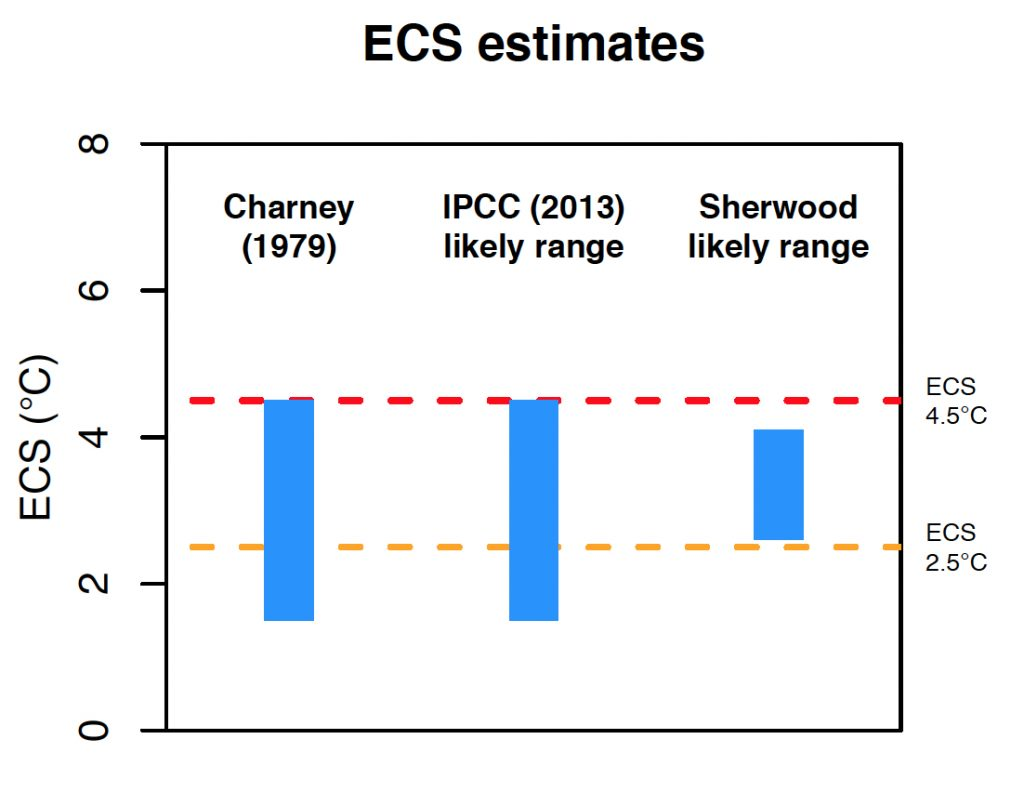 ECS estimates
Charney
(1979)
IPCC (2013)
likely range
Sherwood
likely range
ECS (°C)
8
6
4
2
0
ECS
4.5°C
ECS
2.5°C